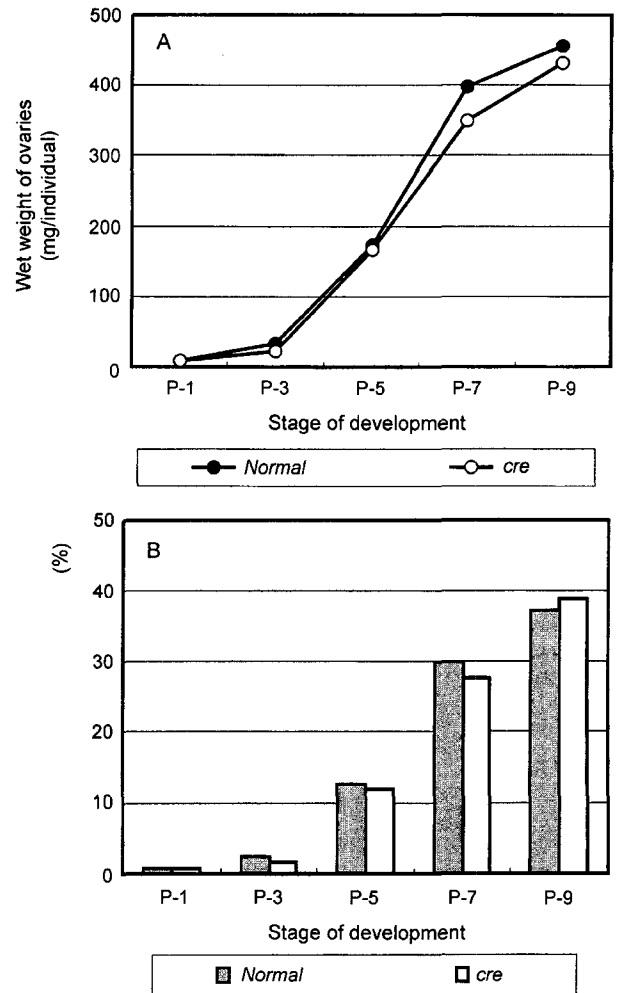 500
A
400
300
200
100
0
Wet weight of ovaries
(mg/individual)
P-1 P-3 P-5 P-7 P-9
Stage of development
Normal cre
50
(%)
B
40
30
20
10
0
P-1 P-3 P-5 P-7 P-9
Stage of development
Normal cre